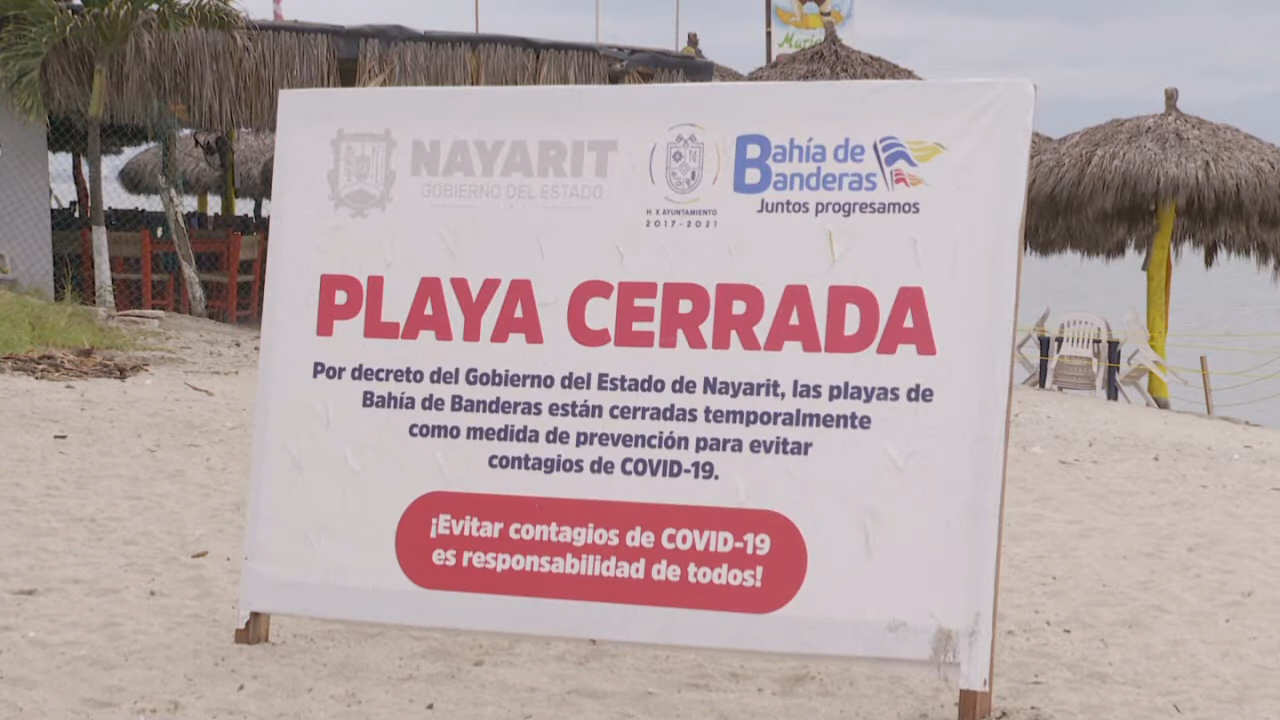 NAYARIT
GOBIERNO DEL ESTADO
H. X AYUNTAMIENTO
2017-2021
Bahía de
Banderas
Juntos progresamos
PLAYA CERRADA
Por decreto del Gobierno del Estado de Nayarit, las playas de
Bahía de Banderas están cerradas temporalmente
como medida de prevención para evitar
contagios de COVID-19.
¡Evitar contagios de COVID-19
es responsabilidad de todos!